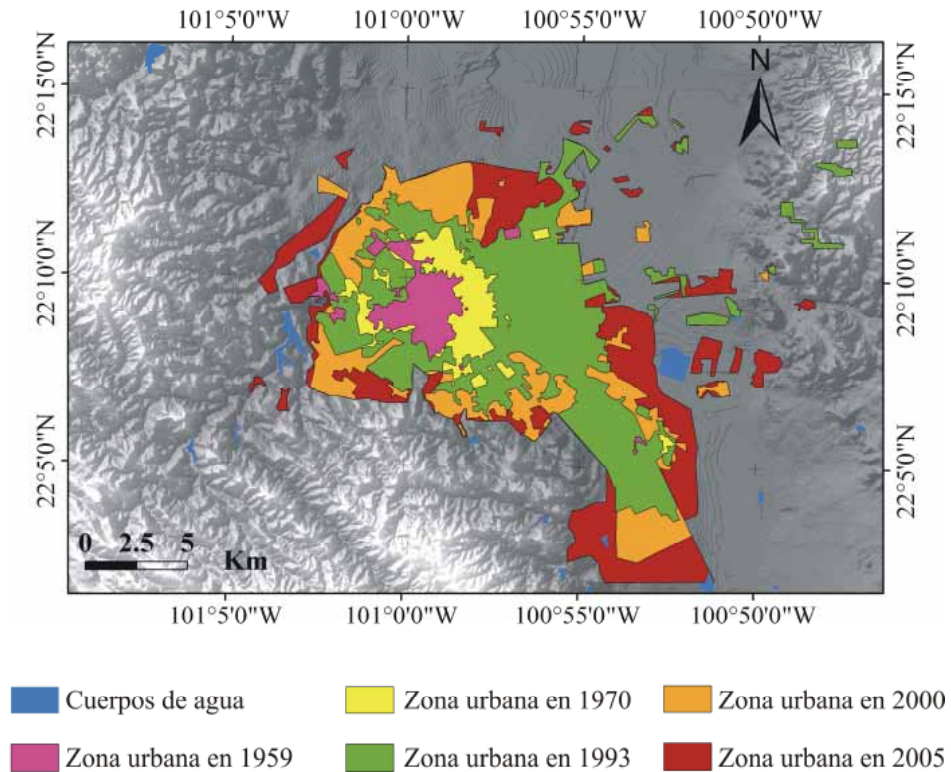 101°5'0"W 101°0'0"W 100°55'0"W 100°50'0"W
22°15'0"N
22°10'0"N
22°5'0"N
N
22°15'0"N
22°10'0"N
22°5'0"N
0 2.5 5
Km
101°5'0"W 101°0'0"W 100°55'0"W 100°50'0"W
Cuerpos de agua Zona urbana en 1970 Zona urbana en 2000
Zona urbana en 1959 Zona urbana en 1993 Zona urbana en 2005